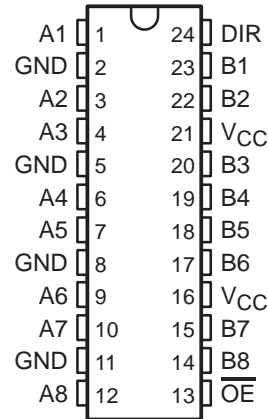 A1 1 24 DIR
GND 2 23 B1
A2 3 22 B2
A3 4 21 VCC
GND 5 20 B3
A4 6 19 B4
A5 7 18 B5
GND 8 17 B6
A6 9 16 VCC
A7 10 15 B7
GND 11 14 B8
A8 12 13 O̅E̅